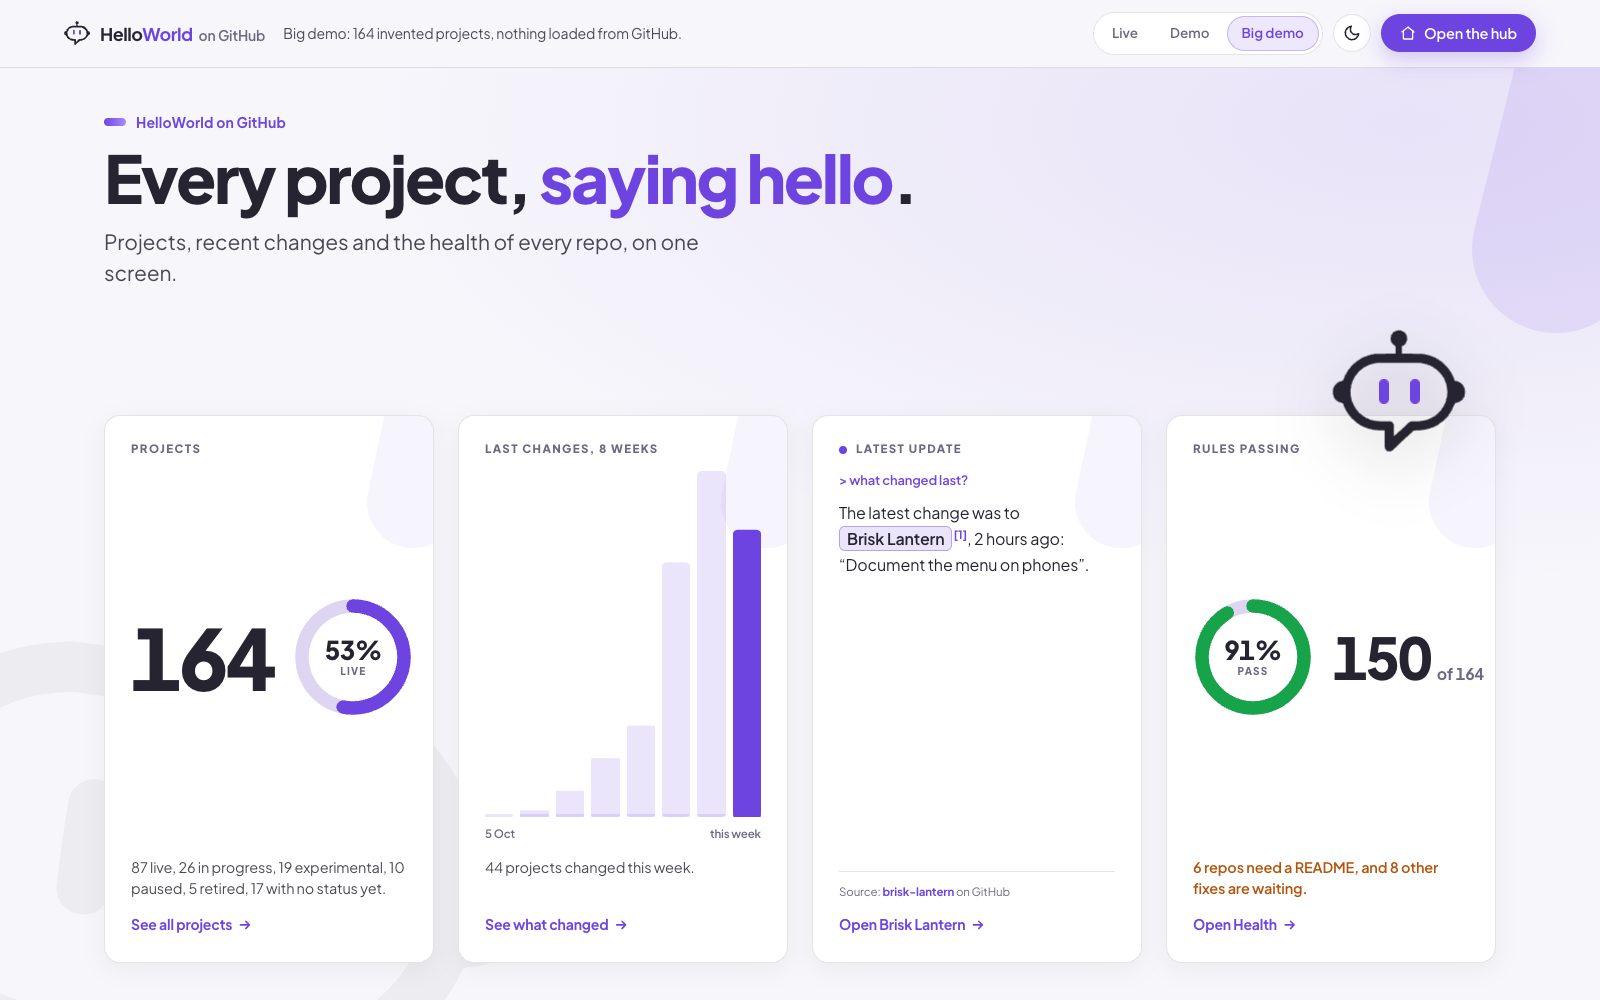 HelloWorld on GitHub
Big demo: 164 invented projects, nothing loaded from GitHub.
Live
Demo
Big demo
Open the hub
HelloWorld on GitHub
Every project, saying hello.
Projects, recent changes and the health of every repo, on one
screen.
PROJECTS
164
53%
LIVE
87 live, 26 in progress, 19 experimental, 10
paused, 5 retired, 17 with no status yet.
See all projects →
LAST CHANGES, 8 WEEKS
5 Oct
this week
44 projects changed this week.
See what changed →
LATEST UPDATE
> what changed last?
The latest change was to
Brisk Lantern [1], 2 hours ago:
“Document the menu on phones”.
Source: brisk-lantern on GitHub
Open Brisk Lantern →
RULES PASSING
91%
PASS
150 of 164
6 repos need a README, and 8 other
fixes are waiting.
Open Health →